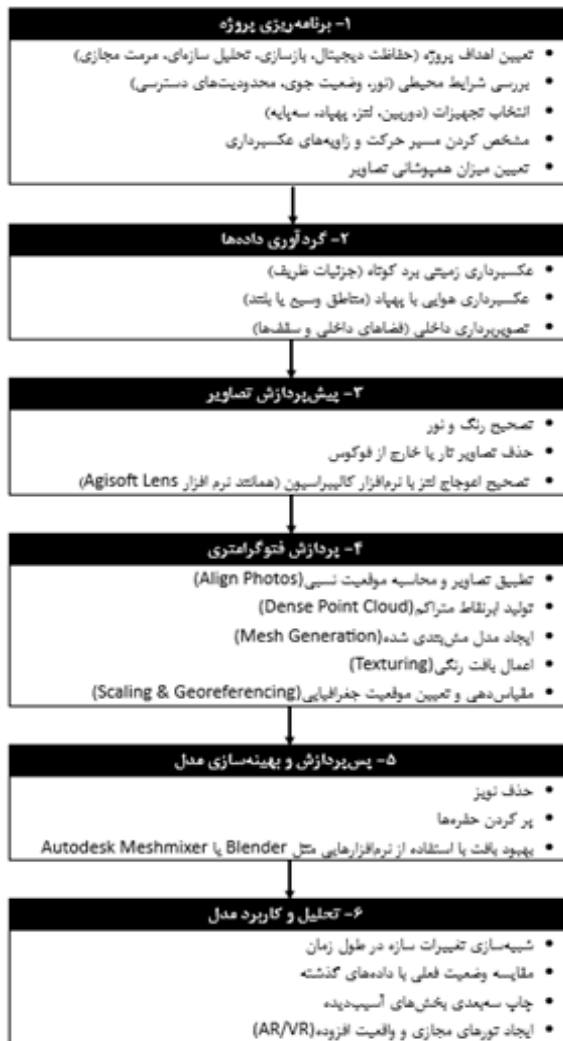 ۱- برنامه‌ریزی پروژه
• تعیین اهداف پروژه (حفاظت دیجیتال، بازسازی، تحلیل سازه‌ای، مرمت مجازی)
• بررسی شرایط محیطی (نور، وضعیت جوی، محدودیت‌های دسترسی)
• انتخاب تجهیزات (دوربین، لنز، پهپاد، سه‌پایه)
• مشخص کردن مسیر حرکت و زاویه‌های عکسبرداری
• تعیین میزان همپوشانی تصاویر
۲- گردآوری داده‌ها
• عکسبرداری زمینی برد کوتاه (جزئیات ظریف)
• عکسبرداری هوایی با پهپاد (مناطق وسیع یا بلند)
• تصویربرداری داخلی (فضاهای داخلی و سقف‌ها)
۳- پیش‌پردازش تصاویر
• تصحیح رنگ و نور
• حذف تصاویر تار یا خارج از فوکوس
• تصحیح اعوجاج لنز با نرم‌افزار کالیبراسیون (همانند نرم افزار Agisoft Lens)
۴- پردازش فتوگرامتری
• تطبیق تصاویر و محاسبه موقعیت نسبی(Align Photos)
• تولید ابرنقاط متراکم(Dense Point Cloud)
• ایجاد مدل مش‌بندی شده(Mesh Generation)
• اعمال بافت رنگی(Texturing)
• مقیاس‌دهی و تعیین موقعیت جغرافیایی(Scaling & Georeferencing)
۵- پس‌پردازش و بهینه‌سازی مدل
• حذف نویز
• پر کردن حفره‌ها
• بهبود بافت با استفاده از نرم‌افزارهایی مثل Blender یا Autodesk Meshmixer
۶- تحلیل و کاربرد مدل
• شبیه‌سازی تغییرات سازه در طول زمان
• مقایسه وضعیت فعلی با داده‌های گذشته
• چاپ سه‌بعدی بخش‌های آسیب‌دیده
• ایجاد تورهای مجازی و واقعیت افزوده(AR/VR)